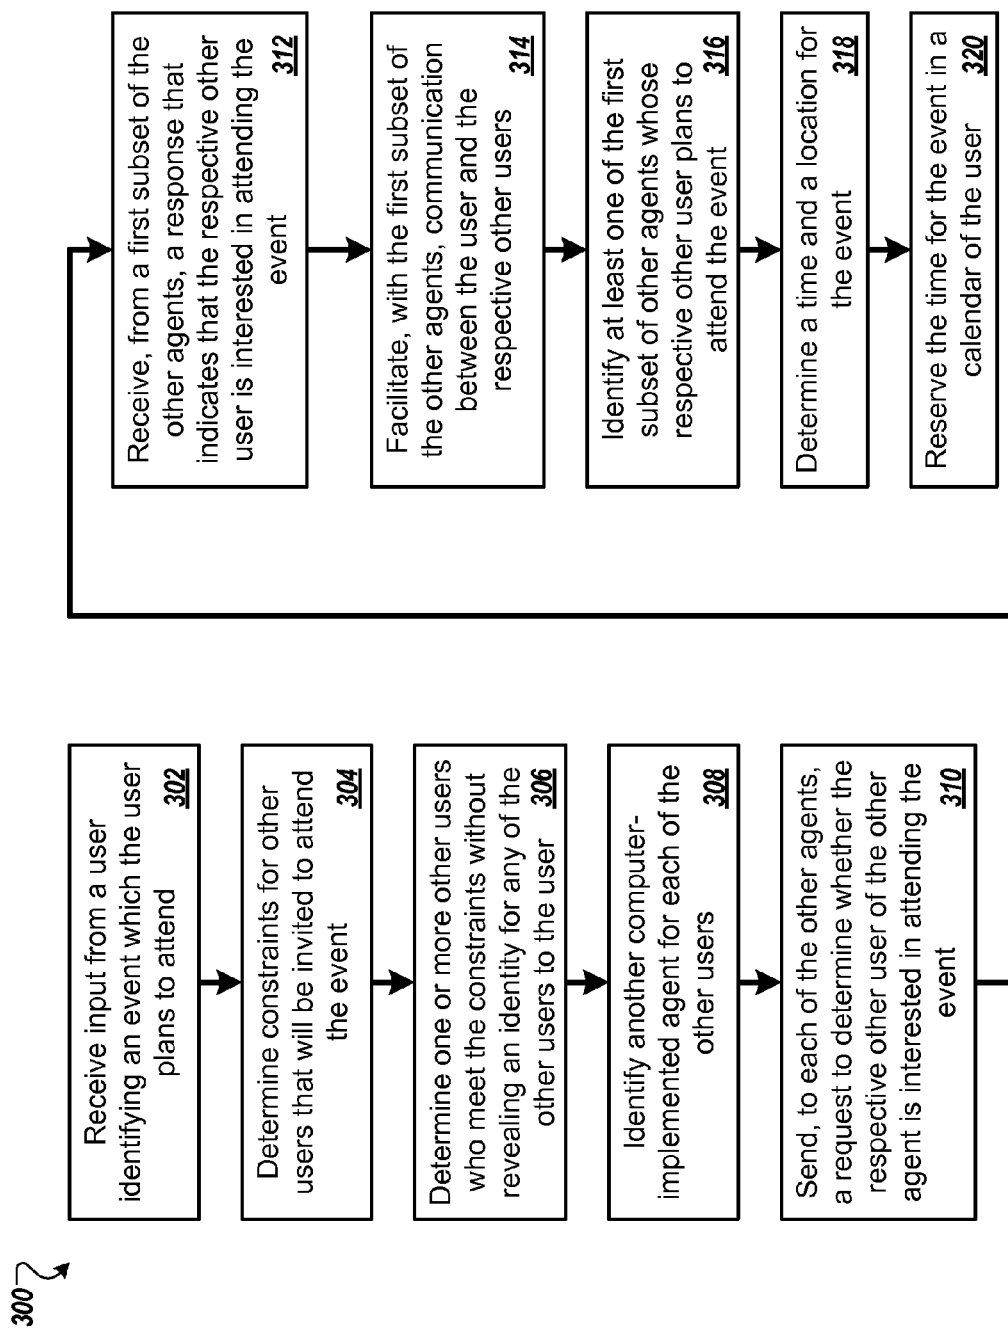 300
Receive input from a user
identifying an event which the user
plans to attend
302
Determine constraints for other
users that will be invited to attend
the event
304
Determine one or more other users
who meet the constraints without
revealing an identity for any of the
other users to the user
306
Identify another computer-
implemented agent for each of the
other users
308
Send, to each of the other agents,
a request to determine whether the
respective other user of the other
agent is interested in attending the
event
310
Receive, from a first subset of the
other agents, a response that
indicates that the respective other
user is interested in attending the
event
312
Facilitate, with the first subset of
the other agents, communication
between the user and the
respective other users
314
Identify at least one of the first
subset of other agents whose
respective other user plans to
attend the event
316
Determine a time and a location for
the event
318
Reserve the time for the event in a
calendar of the user
320